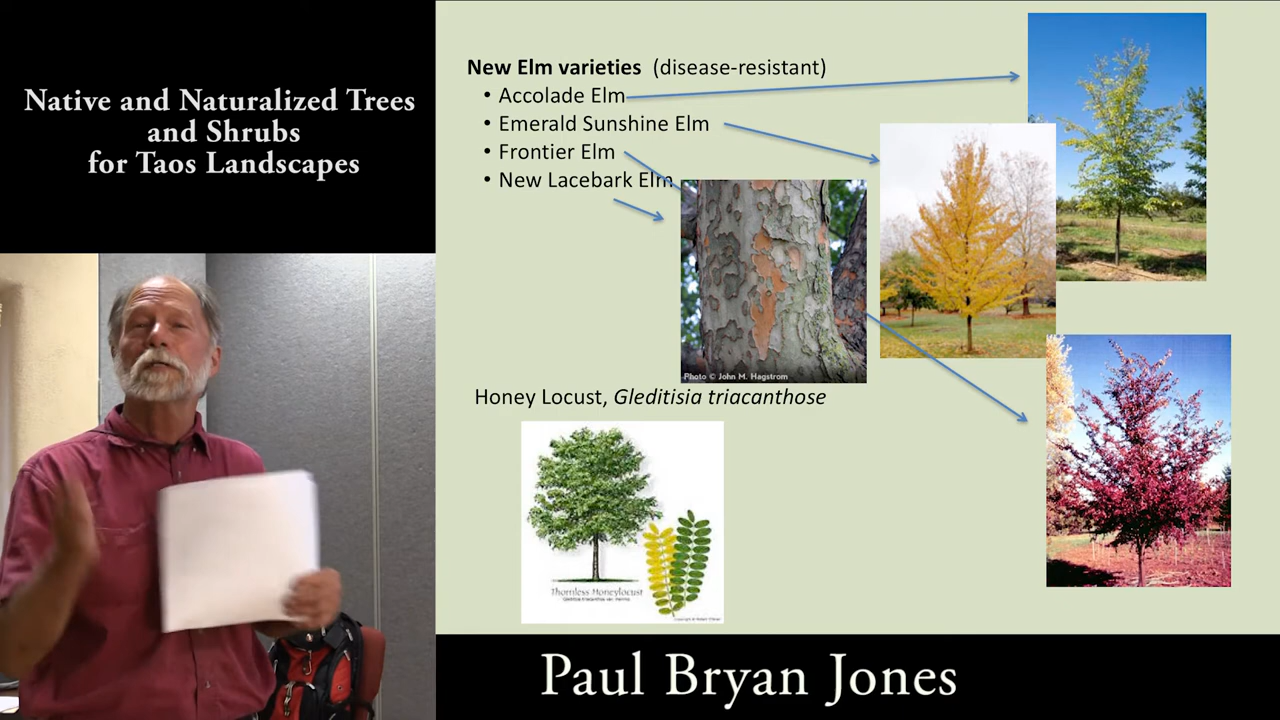 Native and Naturalized Trees
and Shrubs
for Taos Landscapes
New Elm varieties (disease-resistant)
• Accolade Elm
• Emerald Sunshine Elm
• Frontier Elm
• New Lacebark Elm
Photo © John M. Hagstrom
Honey Locust, Gleditisia triacanthose
Thornless Honeylocust
Paul Bryan Jones